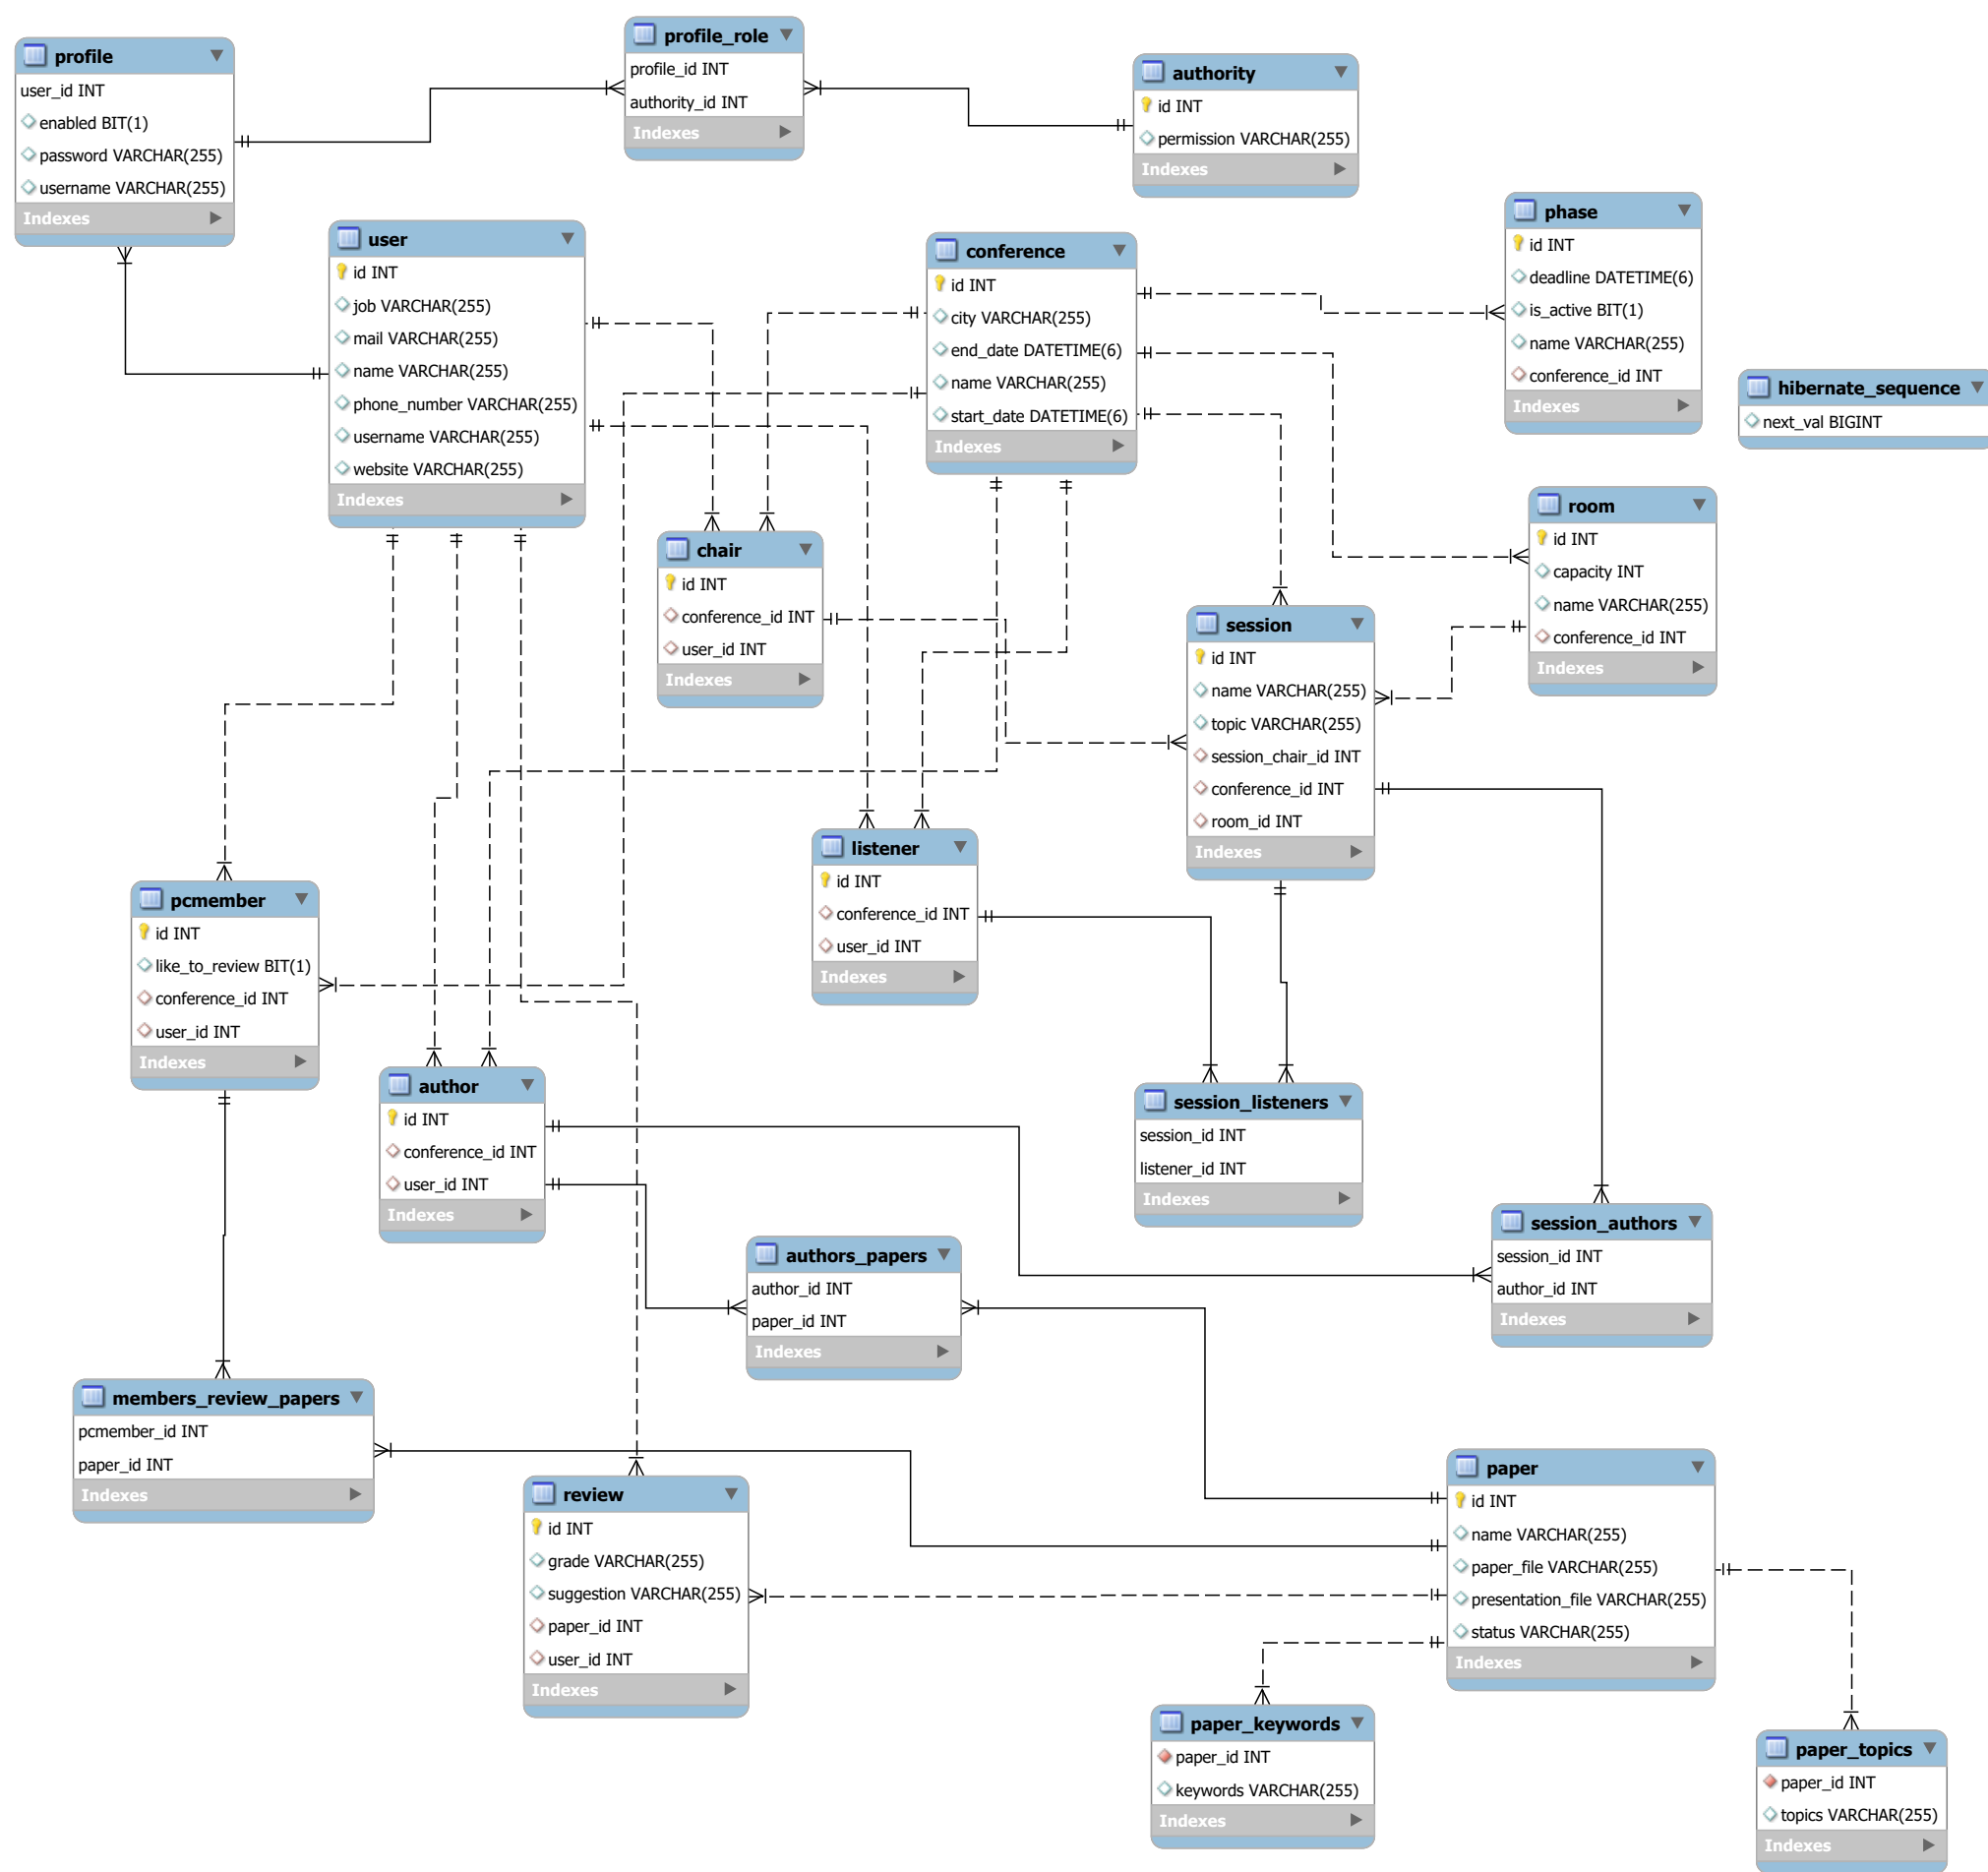 profile
user_id INT
enabled BIT(1)
password VARCHAR(255)
username VARCHAR(255)
Indexes
profile_role
profile_id INT
authority_id INT
Indexes
authority
id INT
permission VARCHAR(255)
Indexes
user
id INT
job VARCHAR(255)
mail VARCHAR(255)
name VARCHAR(255)
phone_number VARCHAR(255)
username VARCHAR(255)
website VARCHAR(255)
Indexes
conference
id INT
city VARCHAR(255)
end_date DATETIME(6)
name VARCHAR(255)
start_date DATETIME(6)
Indexes
phase
id INT
deadline DATETIME(6)
is_active BIT(1)
name VARCHAR(255)
conference_id INT
Indexes
hibernate_sequence
next_val BIGINT
room
id INT
capacity INT
name VARCHAR(255)
conference_id INT
Indexes
chair
id INT
conference_id INT
user_id INT
Indexes
session
id INT
name VARCHAR(255)
topic VARCHAR(255)
session_chair_id INT
conference_id INT
room_id INT
Indexes
listener
id INT
conference_id INT
user_id INT
Indexes
pcmember
id INT
like_to_review BIT(1)
conference_id INT
user_id INT
Indexes
author
id INT
conference_id INT
user_id INT
Indexes
session_listeners
session_id INT
listener_id INT
Indexes
session_authors
session_id INT
author_id INT
Indexes
authors_papers
author_id INT
paper_id INT
Indexes
members_review_papers
pcmember_id INT
paper_id INT
Indexes
review
id INT
grade VARCHAR(255)
suggestion VARCHAR(255)
paper_id INT
user_id INT
Indexes
paper
id INT
name VARCHAR(255)
paper_file VARCHAR(255)
presentation_file VARCHAR(255)
status VARCHAR(255)
Indexes
paper_keywords
paper_id INT
keywords VARCHAR(255)
Indexes
paper_topics
paper_id INT
topics VARCHAR(255)
Indexes